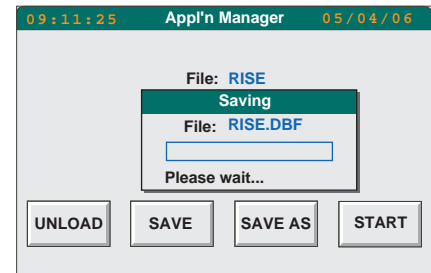 09:11:25 Appl'n Manager 05/04/06
File: RISE
Saving
File: RISE.DBF
Please wait...
UNLOAD SAVE SAVE AS START